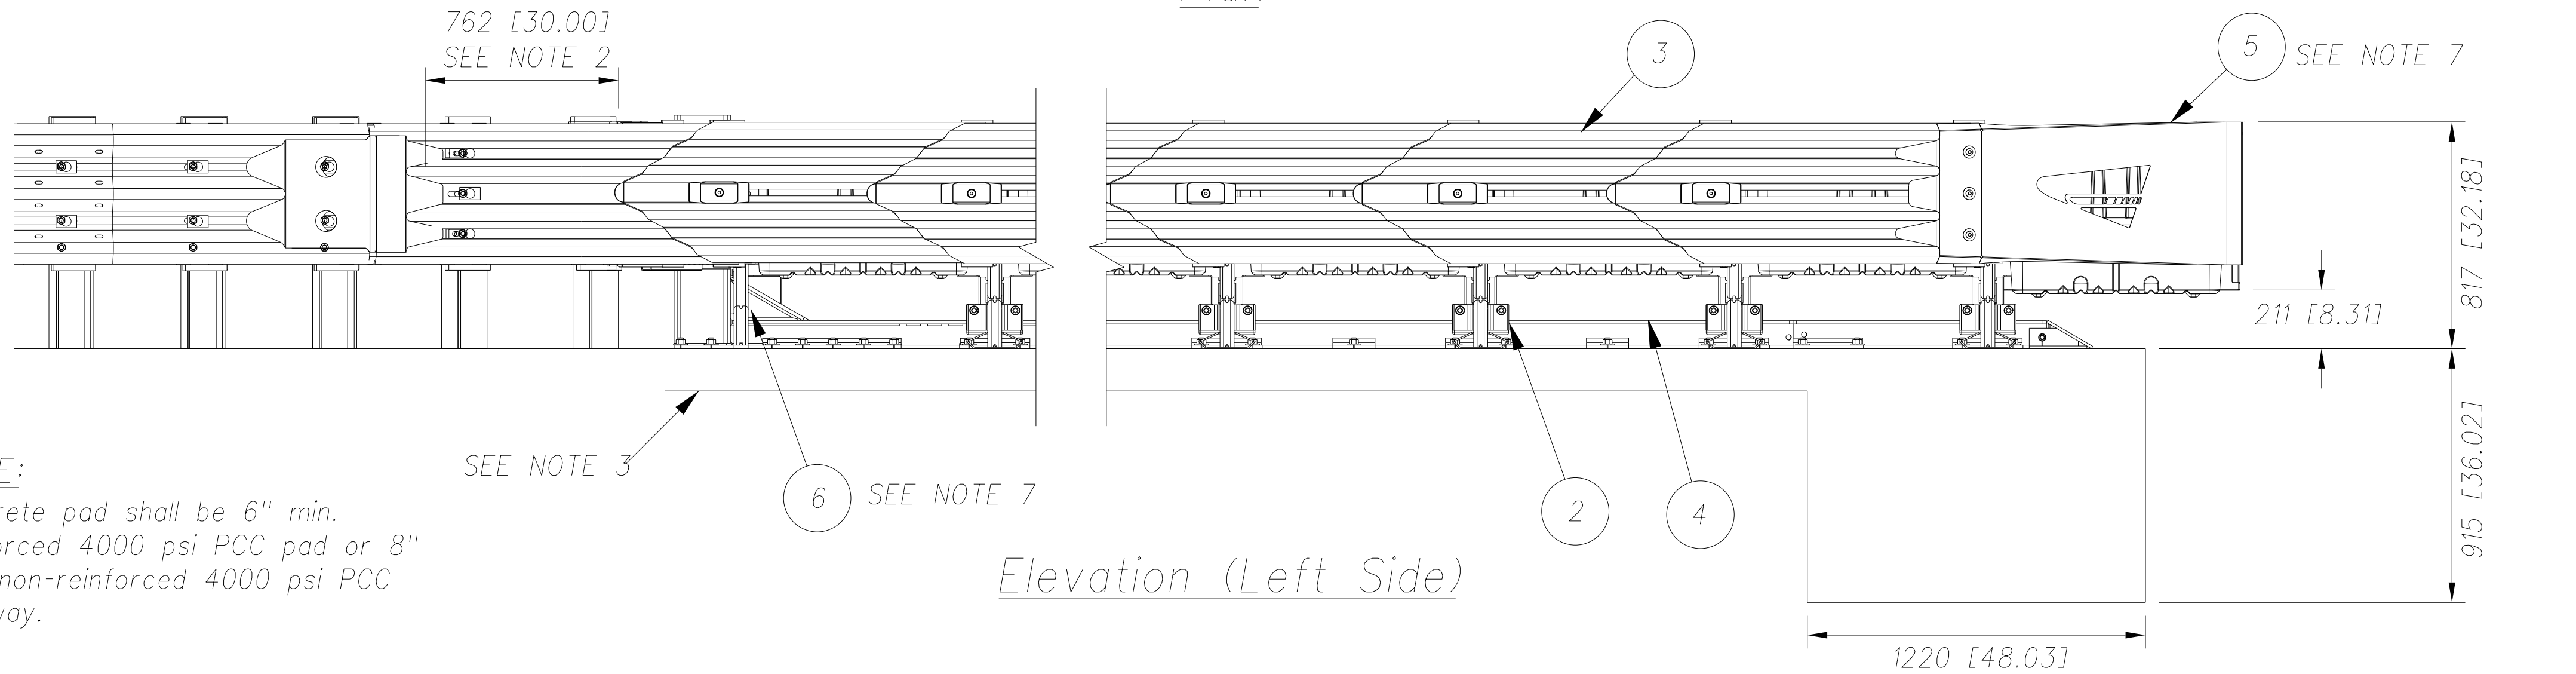 762 [30.00]
SEE NOTE 2
3
5
SEE NOTE 7
817 [32.18]
211 [8.31]
SEE NOTE 3
6
SEE NOTE 7
2
4
915 [36.02]
E:
rete pad shall be 6" min.
orced 4000 psi PCC pad or 8"
non-reinforced 4000 psi PCC
way.
Elevation (Left Side)
1220 [48.03]